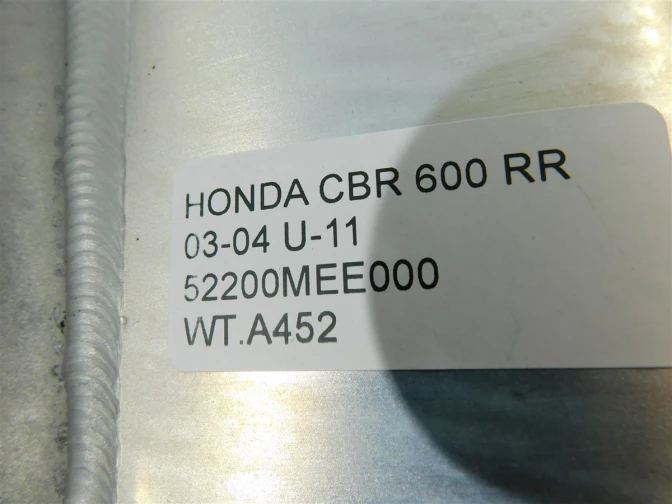 HONDA CBR 600 RR
03-04 U-11
52200MEE000
WT.A452